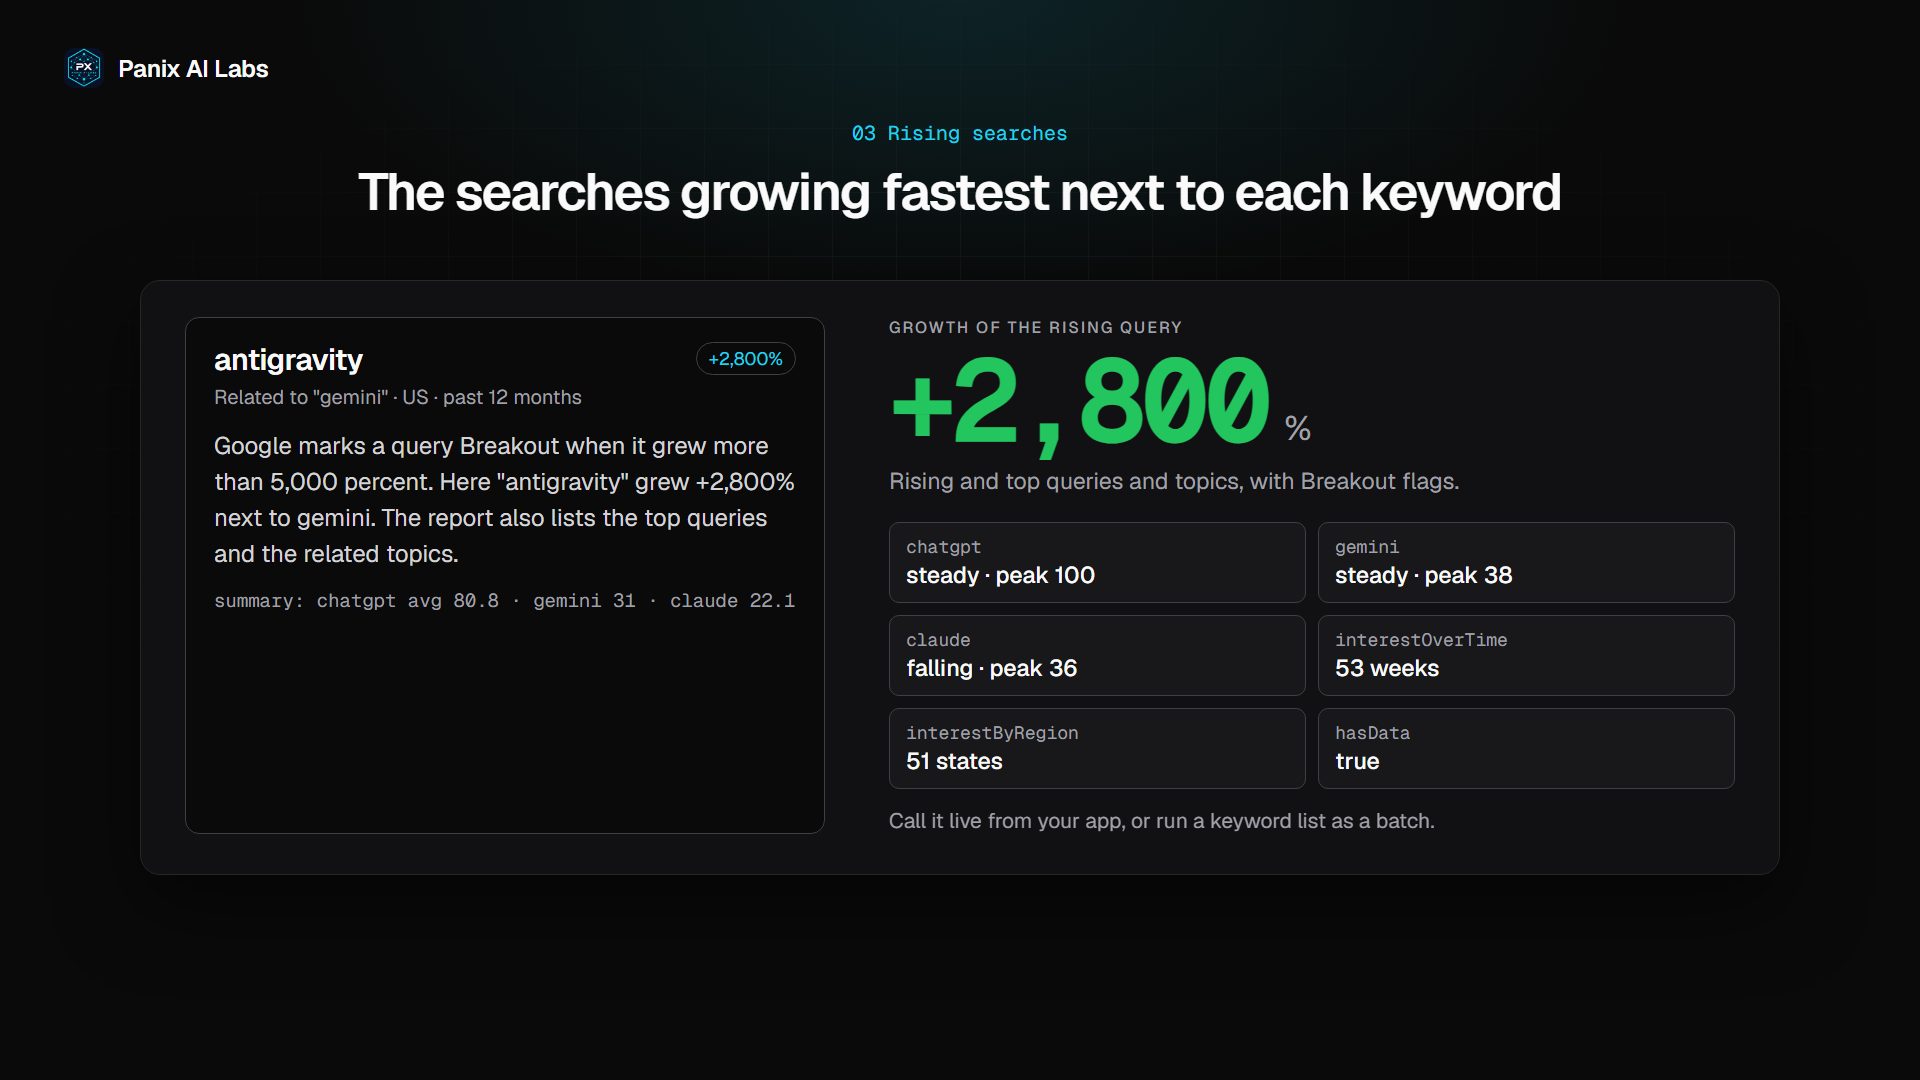 PX
Panix AI Labs
03 Rising searches
The searches growing fastest next to each keyword
antigravity
+2,800%
Related to "gemini" · US · past 12 months
Google marks a query Breakout when it grew more
than 5,000 percent. Here "antigravity" grew +2,800%
next to gemini. The report also lists the top queries
and the related topics.
summary: chatgpt avg 80.8 · gemini 31 · claude 22.1
GROWTH OF THE RISING QUERY
+2,800 %
Rising and top queries and topics, with Breakout flags.
chatgpt
steady · peak 100
gemini
steady · peak 38
claude
falling · peak 36
interestOverTime
53 weeks
interestByRegion
51 states
hasData
true
Call it live from your app, or run a keyword list as a batch.